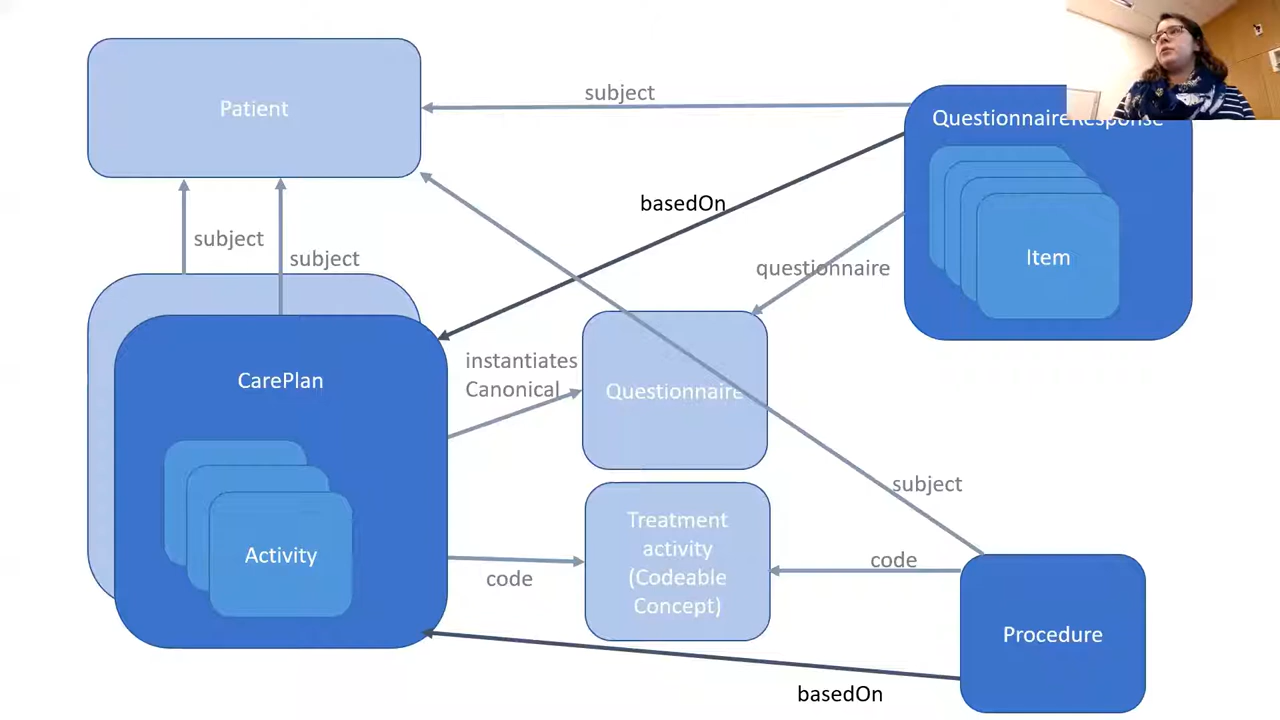 Patient
subject
QuestionnaireResponse
basedOn
subject
subject
questionnaire
Item
instantiates
Canonical
CarePlan
Questionnaire
subject
Treatment
activity
(Codeable
Concept)
Activity
code
code
Procedure
basedOn